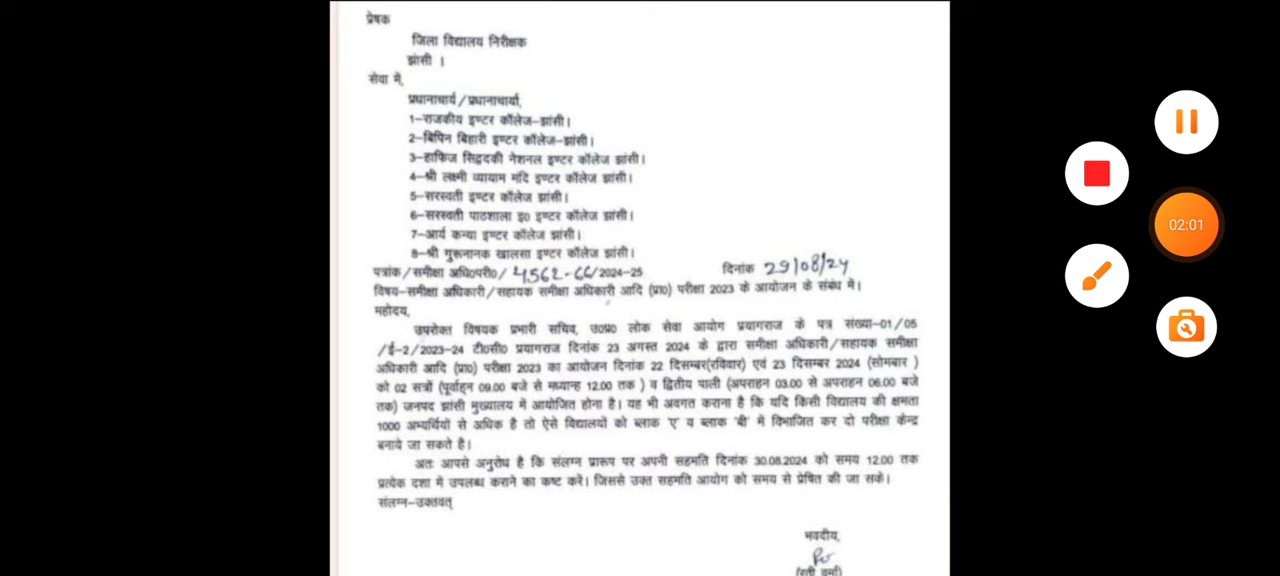 प्रेषक
जिला विद्यालय निरीक्षक
झांसी ।
सेवा में,
प्रधानाचार्य/प्रधानाचार्या,
1-राजकीय इण्टर कॉलेज-झांसी।
2-बिपिन बिहारी इण्टर कॉलेज-झांसी।
3-हाफिज सिद्वदकी नेशनल इण्टर कॉलेज झांसी।
4-श्री लक्ष्मी व्यायाम मंदि इण्टर कॉलेज झांसी।
5-सरस्वती इण्टर कॉलेज झांसी।
6-सरस्वती पाठशाला इ0 इण्टर कॉलेज झांसी।
7-आर्य कन्या इण्टर कॉलेज झांसी।
8-श्री गुरूनानक खालसा इण्टर कॉलेज झांसी।
पत्रांक/समीक्षा अधि0परी0/ 4562-66/2024-25 दिनांक 29/08/24
विषय-समीक्षा अधिकारी/सहायक समीक्षा अधिकारी आदि (प्रा0) परीक्षा 2023 के आयोजन के संबंध में।
महोदय,
उपरोक्त विषयक प्रभारी सचिव, उ0प्र0 लोक सेवा आयोग प्रयागराज के पत्र संख्या-01/05
/ई-2/2023-24 टी0सी0 प्रयागराज दिनांक 23 अगस्त 2024 के द्वारा समीक्षा अधिकारी/सहायक समीक्षा
अधिकारी आदि (प्रा0) परीक्षा 2023 का आयोजन दिनांक 22 दिसम्बर(रविवार) एवं 23 दिसम्बर 2024 (सोमबार )
को 02 सत्रों (पूर्वाहन 09.00 बजे से मध्यान्ह 12.00 तक ) व द्वितीय पाली (अपराहन 03.00 से अपराहन 06.00 बजे
तक) जनपद झांसी मुख्यालय में आयोजित होना है। यह भी अवगत कराना है कि यदि किसी विद्यालय की क्षमता
1000 अभ्यर्थियों से अधिक है तो ऐसे विद्यालयों को ब्लाक 'ए' व ब्लाक 'बी' में विभाजित कर दो परीक्षा केन्द्र
बनाये जा सकते है।
अतः आपसे अनुरोध है कि संलग्न प्रारूप पर अपनी सहमति दिनांक 30.08.2024 को समय 12.00 तक
प्रत्येक दशा में उपलब्ध कराने का कष्ट करें। जिससे उक्त सहमति आयोग को समय से प्रेषित की जा सके।
संलग्न-उक्तवत्
भवदीय,
(रती वर्मा)
02:01